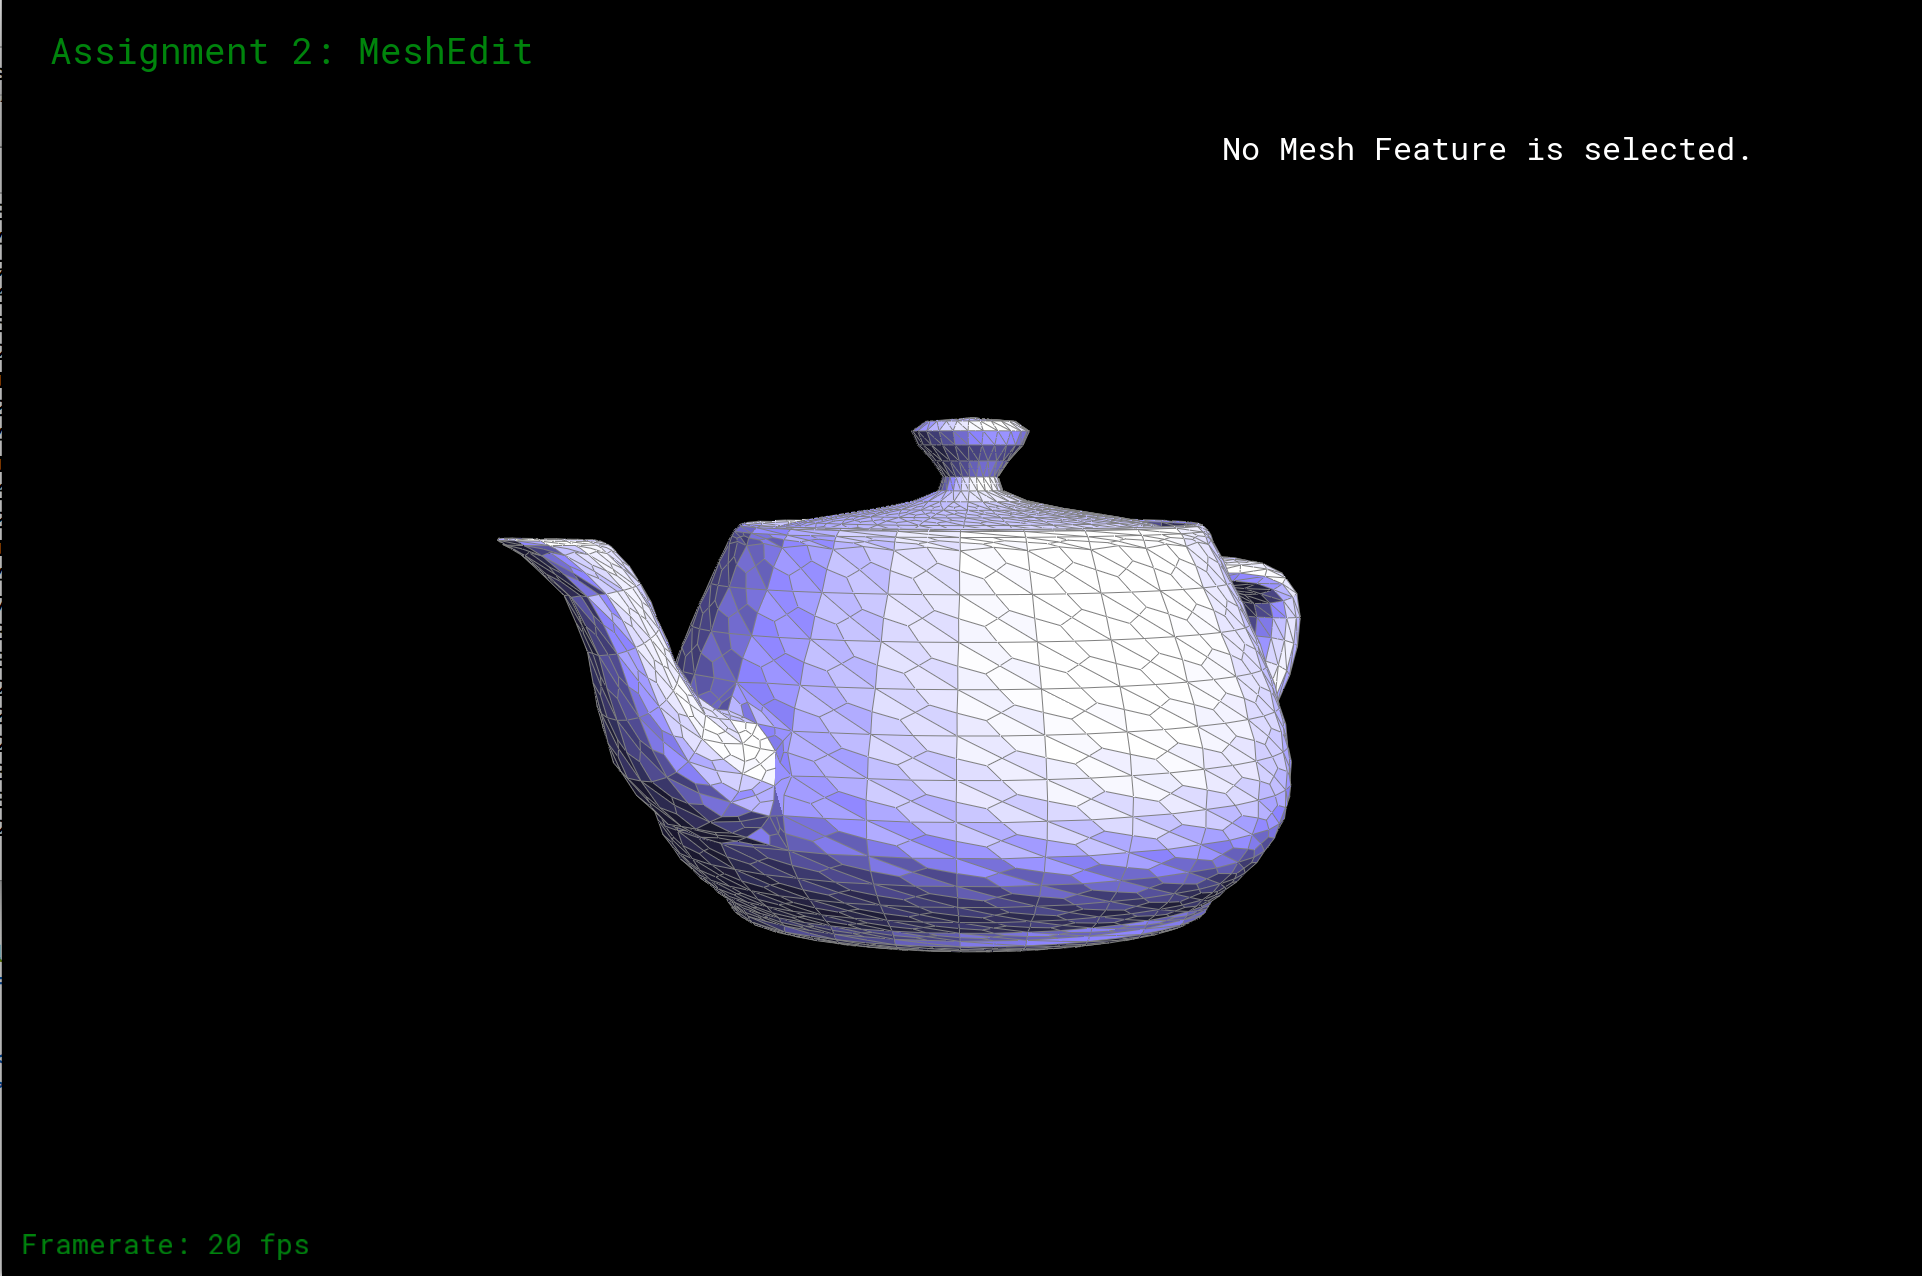 Assignment 2: MeshEdit
No Mesh Feature is selected.
Framerate: 20 fps